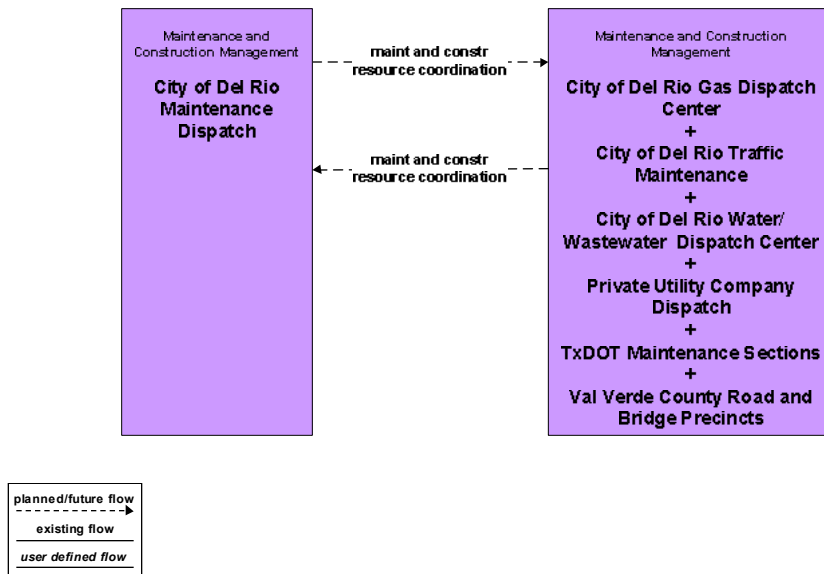 Maintenance and
Construction Management
City of Del Rio
Maintenance
Dispatch
maint and constr
resource coordination
maint and constr
resource coordination
Maintenance and Construction
Management
City of Del Rio Gas Dispatch
Center
+
City of Del Rio Traffic
Maintenance
+
City of Del Rio Water/
Wastewater Dispatch Center
+
Private Utility Company
Dispatch
+
TxDOT Maintenance Sections
+
Val Verde County Road and
Bridge Precincts
planned/future flow
existing flow
user defined flow